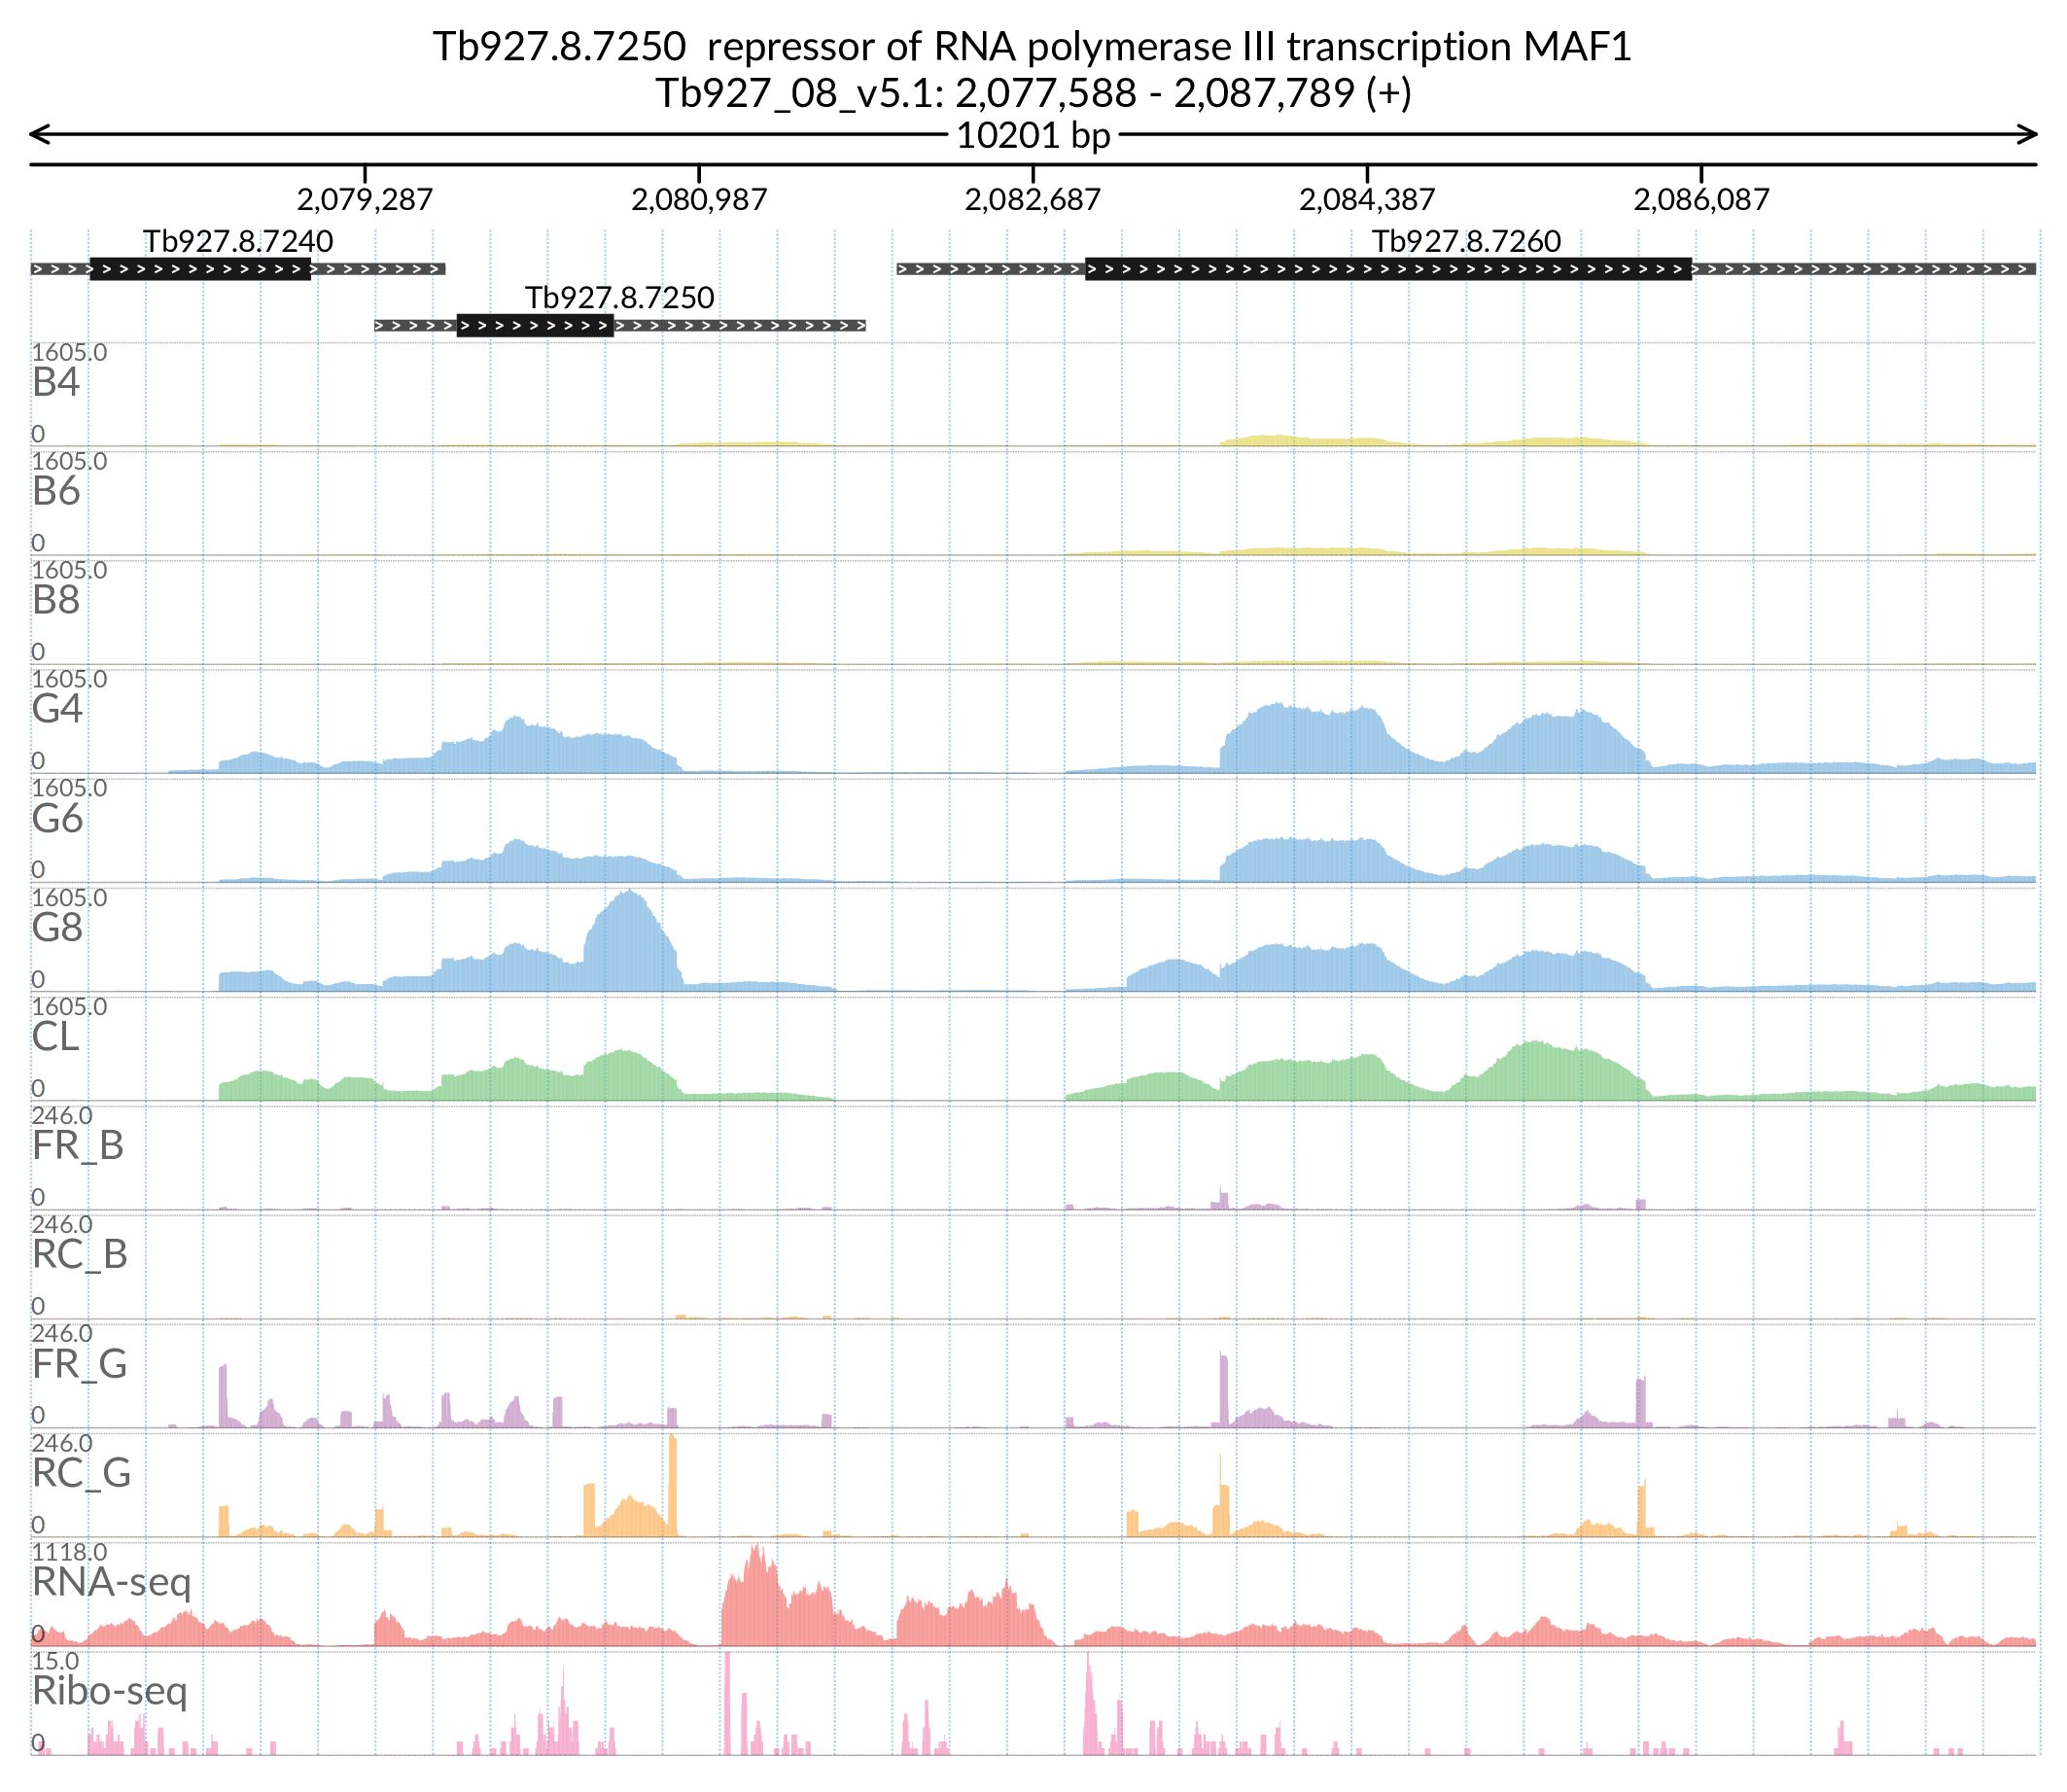 Tb927.8.7250  repressor of RNA polymerase III transcription MAF1
Tb927_08_v5.1: 2,077,588 - 2,087,789 (+)
10201 bp
2,079,287 2,080,987 2,082,687 2,084,387 2,086,087
Tb927.8.7240 Tb927.8.7260
Tb927.8.7250
1605.0
B4
0
1605.0
B6
0
1605.0
B8
0
1605.0
G4
0
1605.0
G6
0
1605.0
G8
0
1605.0
CL
0
246.0
FR_B
0
246.0
RC_B
0
246.0
FR_G
0
246.0
RC_G
0
1118.0
RNA-seq
0
15.0
Ribo-seq
0